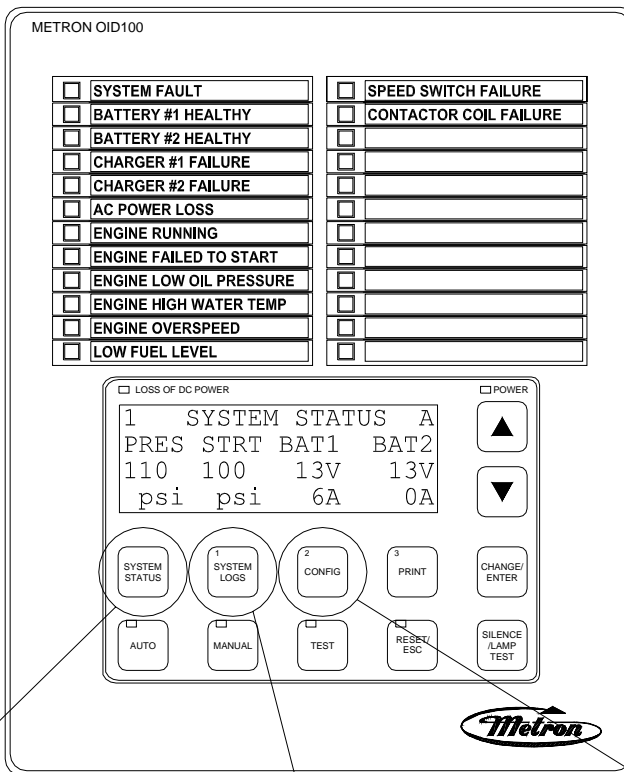 METRON OID100
SYSTEM FAULT
BATTERY #1 HEALTHY
BATTERY #2 HEALTHY
CHARGER #1 FAILURE
CHARGER #2 FAILURE
AC POWER LOSS
ENGINE RUNNING
ENGINE FAILED TO START
ENGINE LOW OIL PRESSURE
ENGINE HIGH WATER TEMP
ENGINE OVERSPEED
LOW FUEL LEVEL
SPEED SWITCH FAILURE
CONTACTOR COIL FAILURE
LOSS OF DC POWER
POWER
1 SYSTEM STATUS A
PRES STRT BAT1 BAT2
110 100 13V 13V
psi psi 6A 0A
SYSTEM
STATUS
1
SYSTEM
LOGS
2
CONFIG
3
PRINT
CHANGE/
ENTER
AUTO
MANUAL
TEST
RESET/
ESC
SILENCE
/LAMP
TEST
Metron